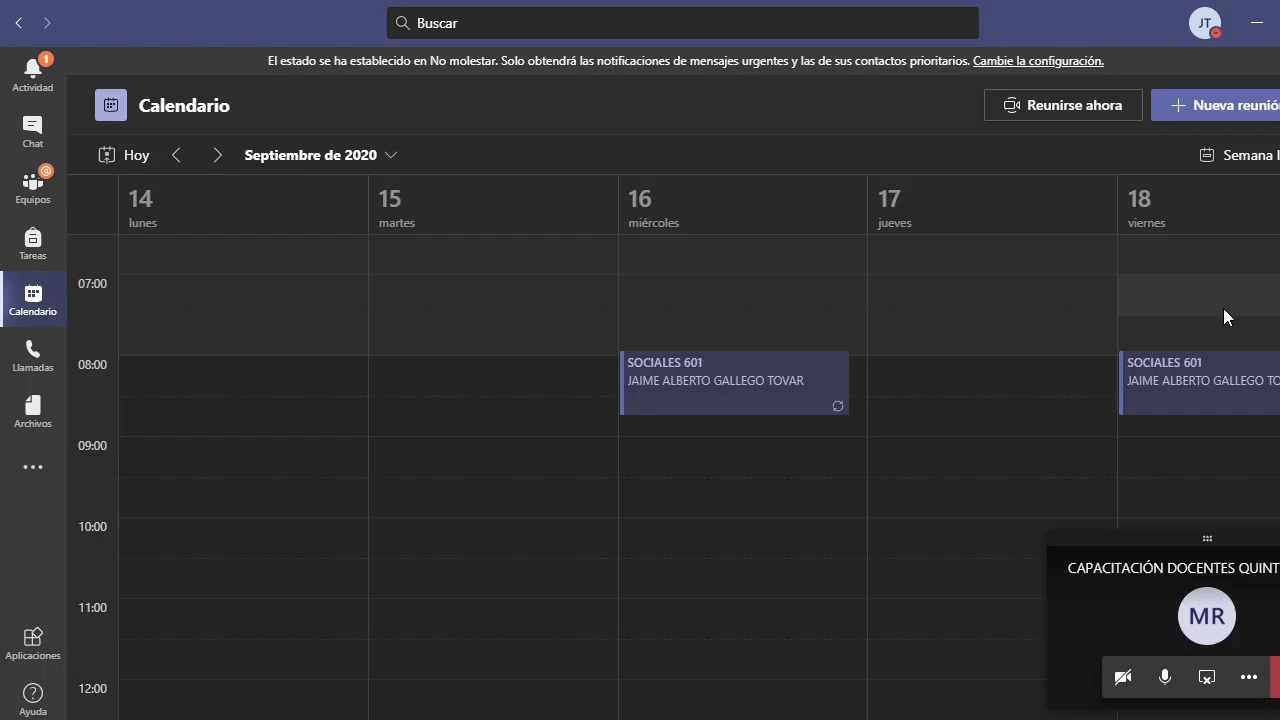 Buscar
JT
El estado se ha establecido en No molestar. Solo obtendrá las notificaciones de mensajes urgentes y las de sus contactos prioritarios. Cambie la configuración.
1
Actividad
Chat
@
Equipos
Tareas
Calendario
Llamadas
Archivos
Aplicaciones
Ayuda
Calendario
Reunirse ahora
Nueva reunión
Hoy
Septiembre de 2020
Semana l
14
lunes
15
martes
16
miércoles
17
jueves
18
viernes
07:00
08:00
09:00
10:00
11:00
12:00
SOCIALES 601
JAIME ALBERTO GALLEGO TOVAR
SOCIALES 601
JAIME ALBERTO GALLEGO TO
CAPACITACIÓN DOCENTES QUINT
MR